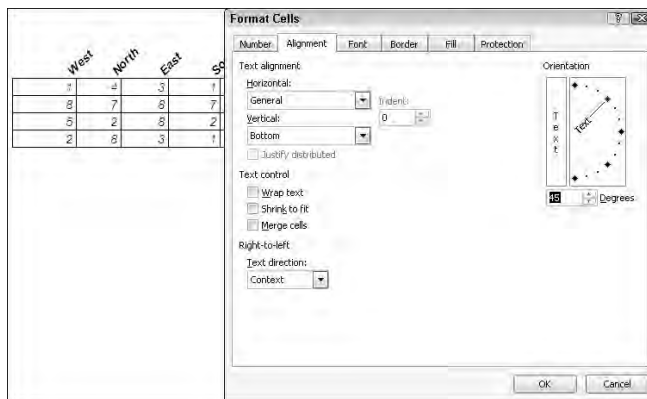 West North East So
1 4 3 1
8 7 8 7
5 2 8 2
2 8 3 1
Format Cells
Number Alignment Font Border Fill Protection
Text alignment
Horizontal:
General
Indent:
Vertical:
0
Bottom
Justify distributed
Text control
Wrap text
Shrink to fit
Merge cells
Right-to-left
Text direction:
Context
Orientation
Text
Text
45 Degrees
OK Cancel